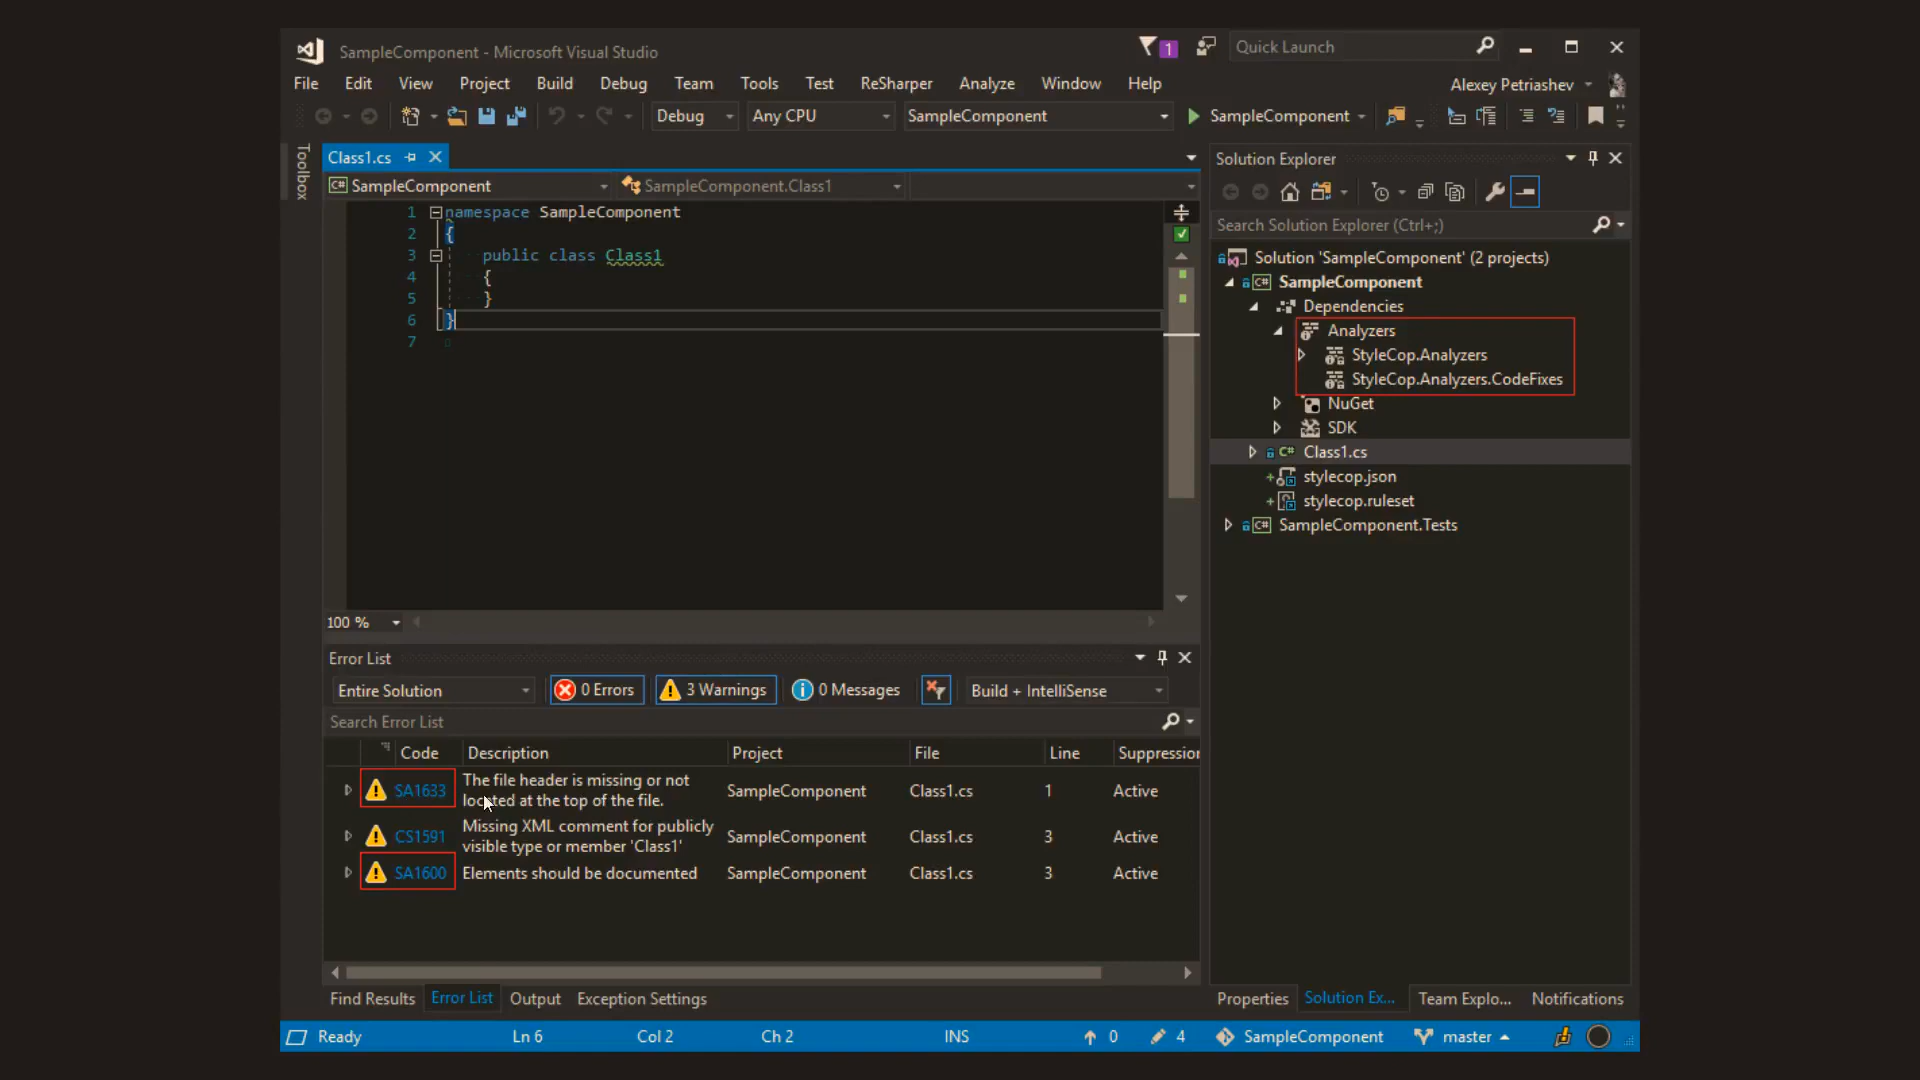 SampleComponent - Microsoft Visual Studio
1
Quick Launch
File Edit View Project Build Debug Team Tools Test ReSharper Analyze Window Help
Alexey Petriashev
Debug Any CPU SampleComponent SampleComponent
Toolbox
Class1.cs
SampleComponent SampleComponent.Class1
1 namespace SampleComponent
2 {
3 public class Class1
4 {
5 }
6 }
7
100 %
Solution Explorer
Search Solution Explorer (Ctrl+;)
Solution 'SampleComponent' (2 projects)
C# SampleComponent
Dependencies
Analyzers
StyleCop.Analyzers
StyleCop.Analyzers.CodeFixes
NuGet
SDK
C# Class1.cs
stylecop.json
stylecop.ruleset
C# SampleComponent.Tests
Error List
Entire Solution 0 Errors 3 Warnings 0 Messages Build + IntelliSense
Search Error List
Code Description Project File Line Suppression
SA1633 The file header is missing or not located at the top of the file. SampleComponent Class1.cs 1 Active
CS1591 Missing XML comment for publicly visible type or member 'Class1' SampleComponent Class1.cs 3 Active
SA1600 Elements should be documented SampleComponent Class1.cs 3 Active
Find Results Error List Output Exception Settings
Properties Solution Ex... Team Explo... Notifications
Ready Ln 6 Col 2 Ch 2 INS 0 4 SampleComponent master